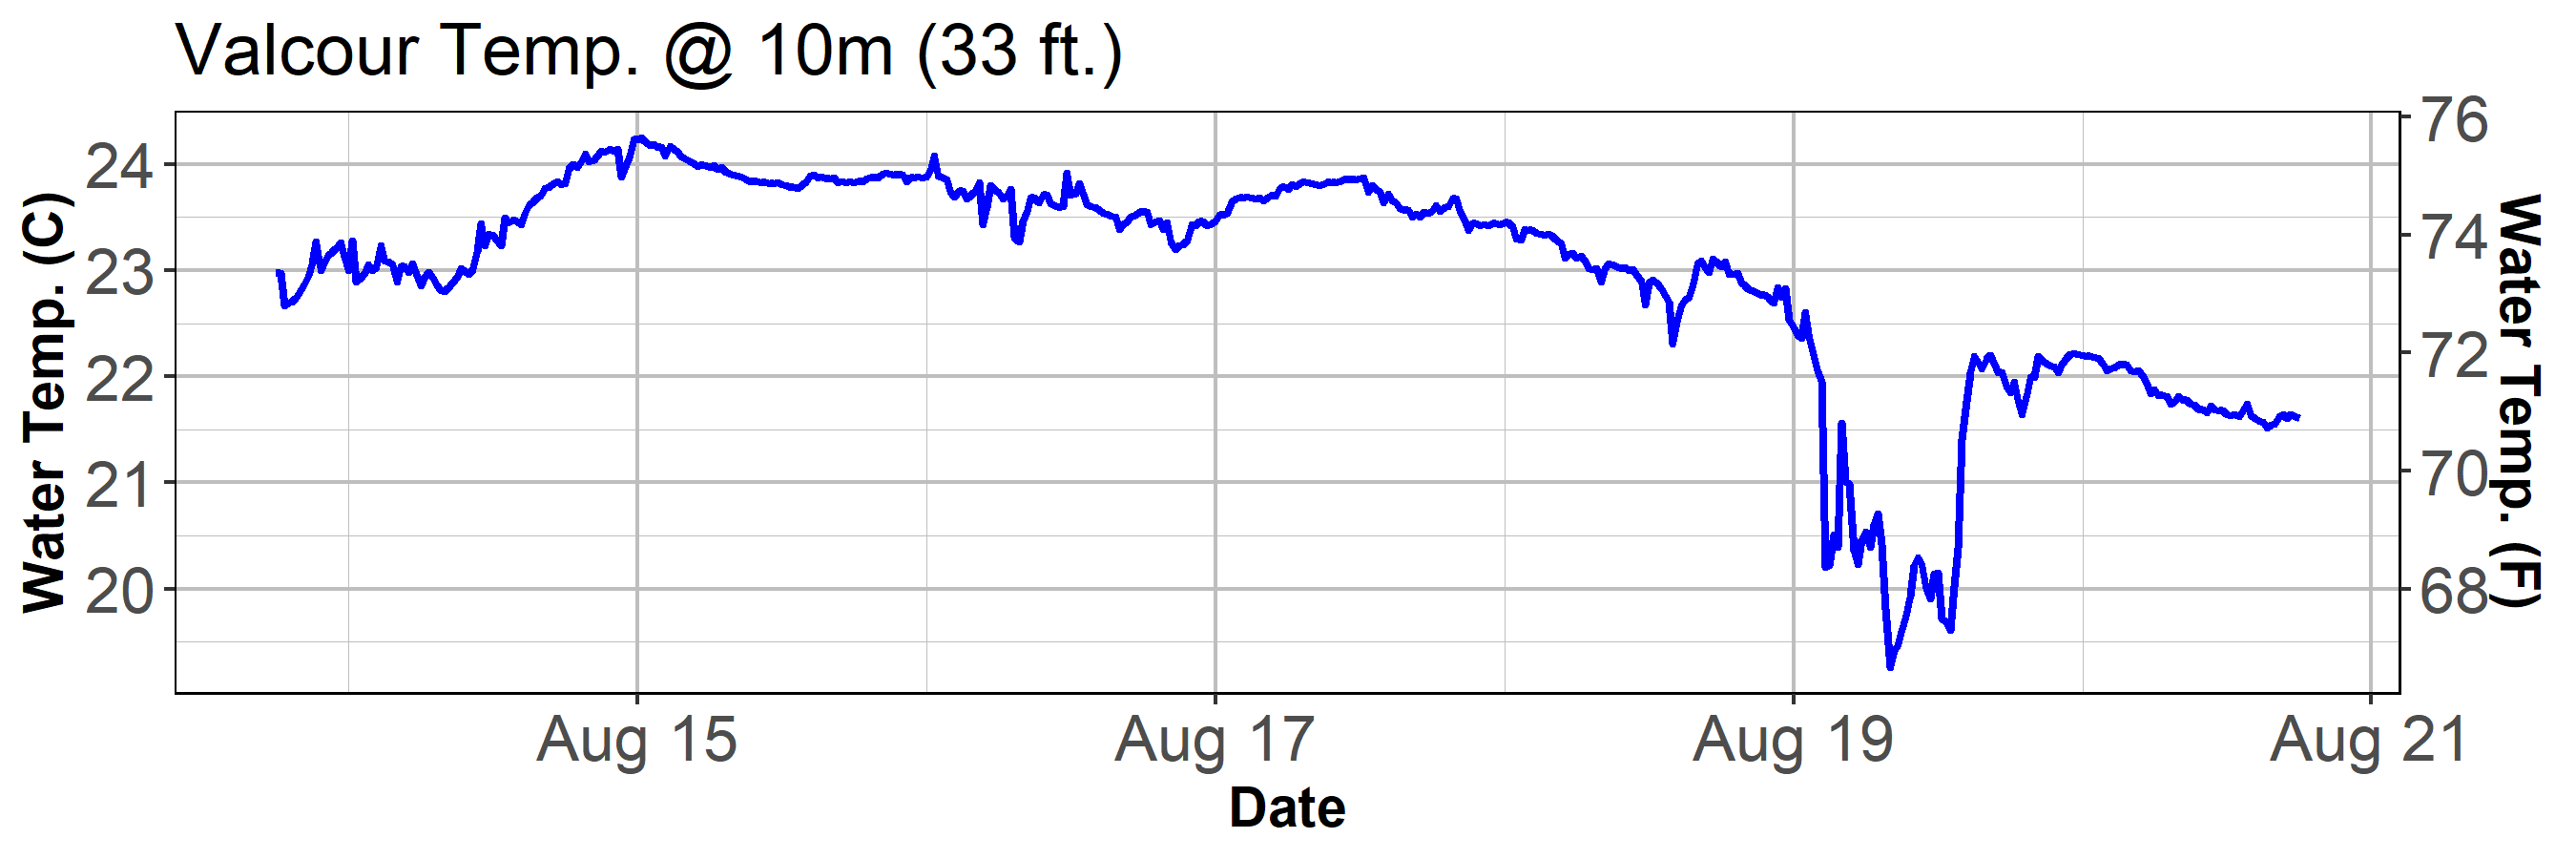 Valcour Temp. @ 10m (33 ft.)
Water Temp. (C)
24
23
22
21
20
76
74
72
70
68
Water Temp. (F)
Aug 15
Aug 17
Aug 19
Aug 21
Date